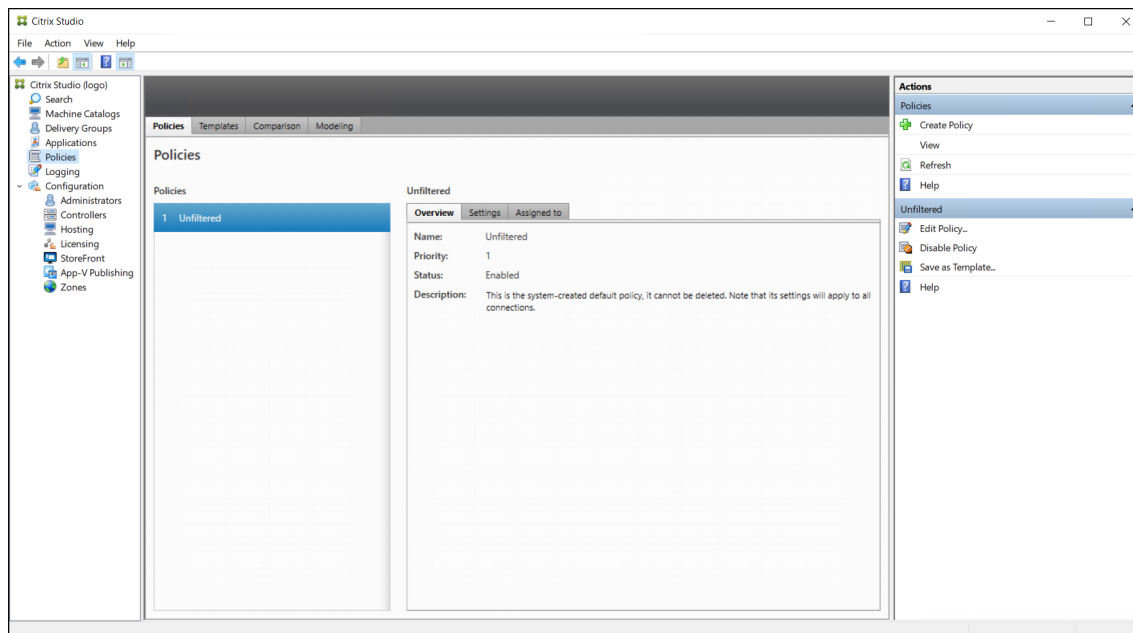 Citrix Studio
File Action View Help
Citrix Studio (logo)
Search
Machine Catalogs
Delivery Groups
Applications
Policies
Logging
Configuration
Administrators
Controllers
Hosting
Licensing
StoreFront
App-V Publishing
Zones
Policies Templates Comparison Modeling
Policies
Policies
1 Unfiltered
Unfiltered
Overview Settings Assigned to
Name: Unfiltered
Priority: 1
Status: Enabled
Description: This is the system-created default policy, it cannot be deleted. Note that its settings will apply to all
connections.
Actions
Policies
Create Policy
View
Refresh
Help
Unfiltered
Edit Policy...
Disable Policy
Save as Template...
Help